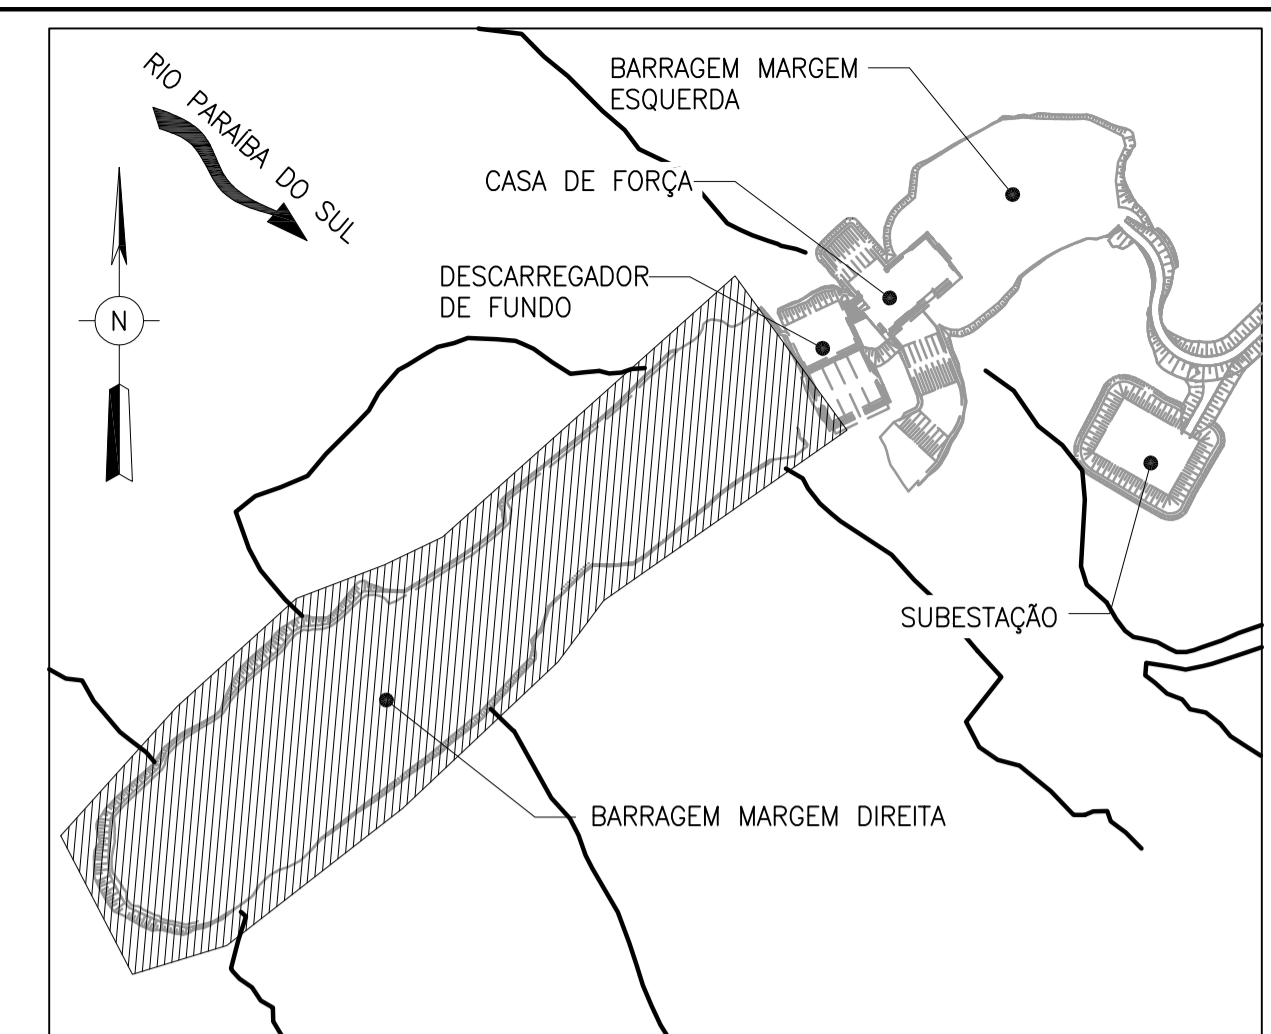 RIO PARAÍBA DO SUL
BARRAGEM MARGEM
ESQUERDA
CASA DE FORÇA
DESCARREGADOR
DE FUNDO
N
SUBESTAÇÃO
BARRAGEM MARGEM DIREITA